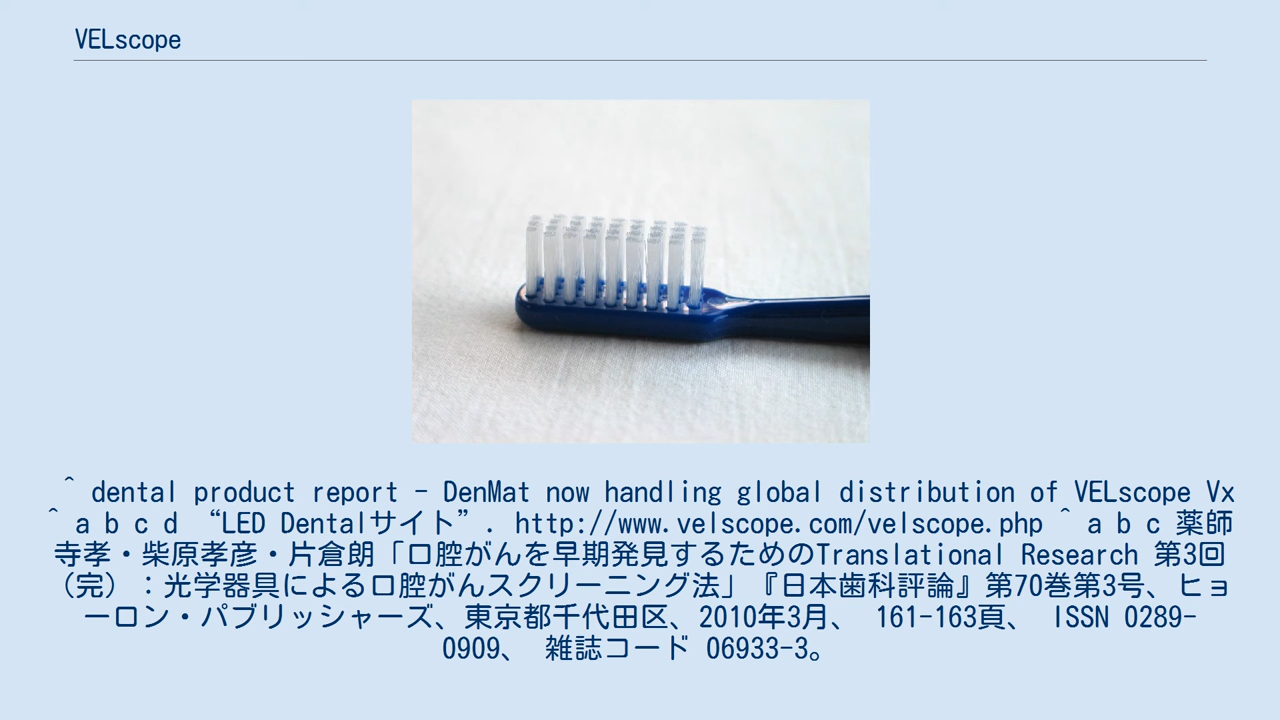 VELscope
^ dental product report - DenMat now handling global distribution of VELscope Vx
^ a b c d “LED Dentalサイト”. http://www.velscope.com/velscope.php ^ a b c 薬師
寺孝・柴原孝彦・片倉朗「口腔がんを早期発見するためのTranslational Research 第3回
（完）：光学器具による口腔がんスクリーニング法」『日本歯科評論』第70巻第3号、ヒョ
ーロン・パブリッシャーズ、東京都千代田区、2010年3月、 161-163頁、 ISSN 0289-
0909、 雑誌コード 06933-3。